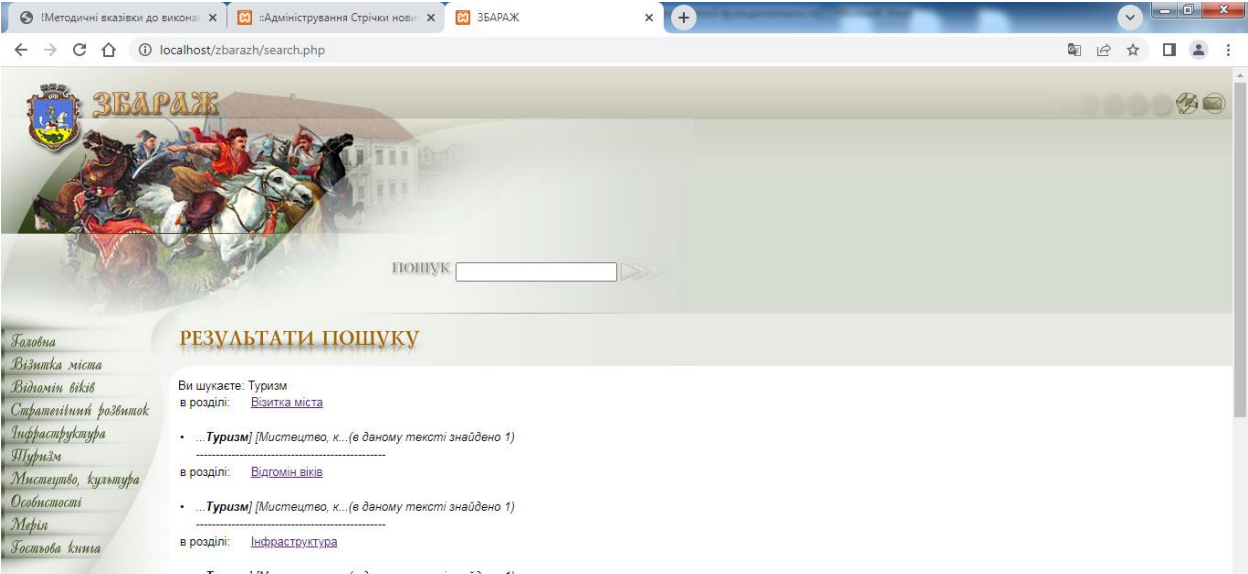 !Методичні вказівки до виконан
::Адміністрування Стрічки нови
ЗБАРАЖ
localhost/zbarazh/search.php
ЗБАРАЖ
ПОШУК
РЕЗУЛЬТАТИ ПОШУКУ
Головна
Візитка міста
Відгомін віків
Стратегічний розвиток
Інфраструктура
Туризм
Мистецтво, культура
Особистості
Мерія
Гостьова книга
Ви шукаєте: Туризм
в розділі: Візитка міста
• ...Туризм] [Мистецтво, к...(в даному тексті знайдено 1)
------------------------------------------------
в розділі: Відгомін віків
• ...Туризм] [Мистецтво, к...(в даному тексті знайдено 1)
------------------------------------------------
в розділі: Інфраструктура